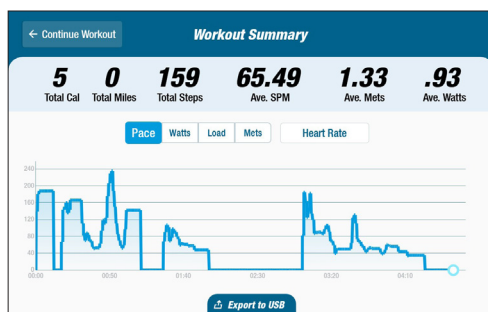 ← Continue Workout
Workout Summary
5 0 159 65.49 1.33 .93
Total Cal Total Miles Total Steps Ave. SPM Ave. Mets Ave. Watts
Pace Watts Load Mets Heart Rate
240
200
160
120
80
40
0
00:00 00:50 01:40 02:30 03:20 04:10
Export to USB